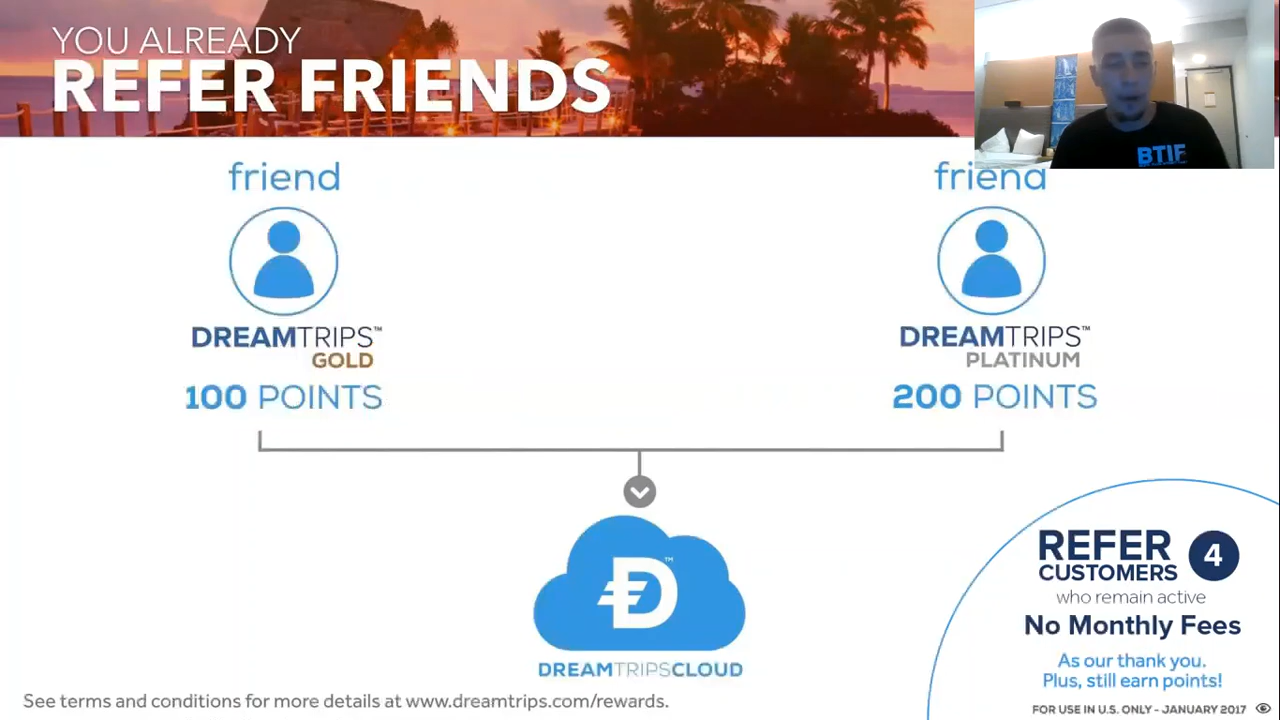 YOU ALREADY
REFER FRIENDS
BTIF
friend
friend
DREAMTRIPS™
GOLD
100 POINTS
DREAMTRIPS™
PLATINUM
200 POINTS
Đ™
DREAMTRIPSCLOUD
REFER 4
CUSTOMERS
who remain active
No Monthly Fees
As our thank you.
Plus, still earn points!
See terms and conditions for more details at www.dreamtrips.com/rewards.
FOR USE IN U.S. ONLY - JANUARY 2017